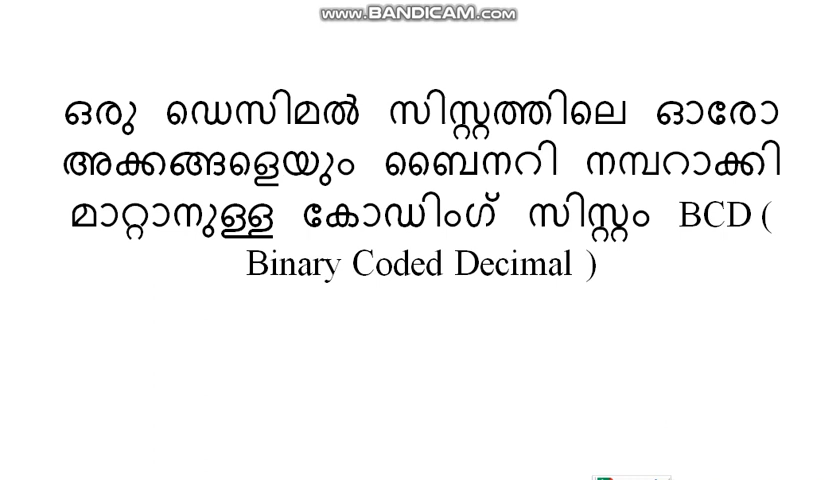 www.BANDICAM.com
ഒരു ഡെസിമൽ സിസ്റ്റത്തിലെ ഓരോ
അക്കങ്ങളെയും ബൈനറി നമ്പറാക്കി
മാറ്റാനുള്ള കോഡിംഗ് സിസ്റ്റം BCD (
Binary Coded Decimal )